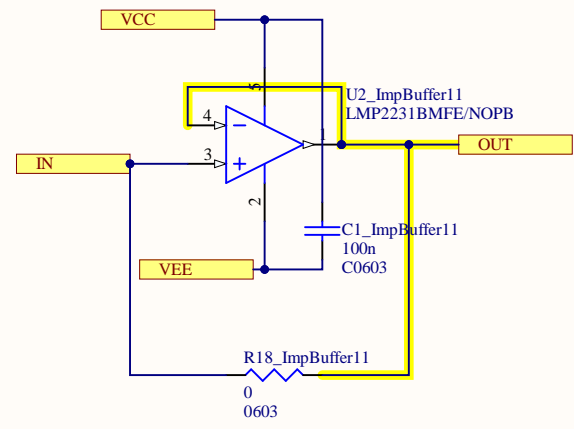 VCC
5
U2_ImpBuffer11
LMP2231BMFE/NOPB
4
1
OUT
3
IN
2
C1_ImpBuffer11
100n
C0603
VEE
R18_ImpBuffer11
0
0603